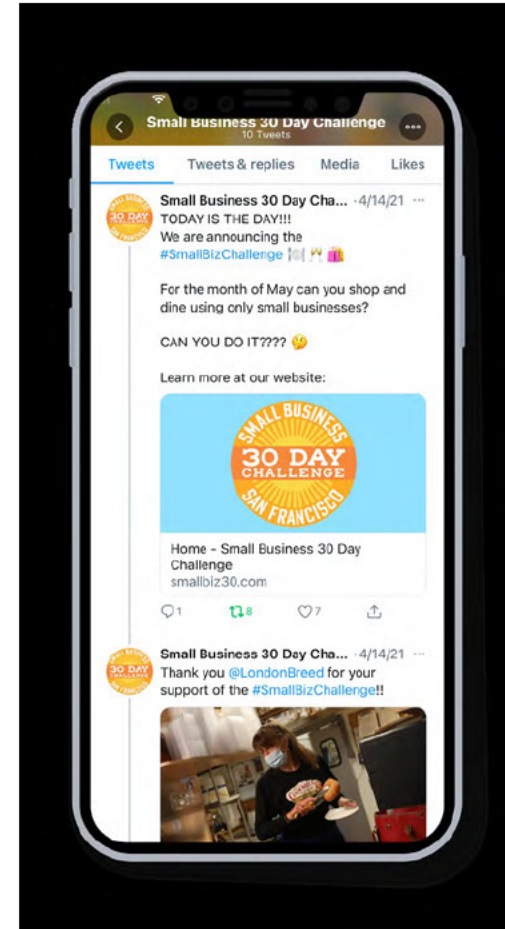 Small Business 30 Day Challenge
10 Tweets
Tweets Tweets & replies Media Likes
Small Business 30 Day Cha... · 4/14/21 ...
TODAY IS THE DAY!!!
We are announcing the
#SmallBizChallenge 🍽️ 🥂 🛍️
For the month of May can you shop and
dine using only small businesses?
CAN YOU DO IT???? 🤔
Learn more at our website:
SMALL BUSINESS
30 DAY
CHALLENGE
SAN FRANCISCO
Home - Small Business 30 Day
Challenge
smallbiz30.com
1 8 7
Small Business 30 Day Cha... · 4/14/21 ...
30 DAY
CHALLENGE
Thank you @LondonBreed for your
support of the #SmallBizChallenge!!